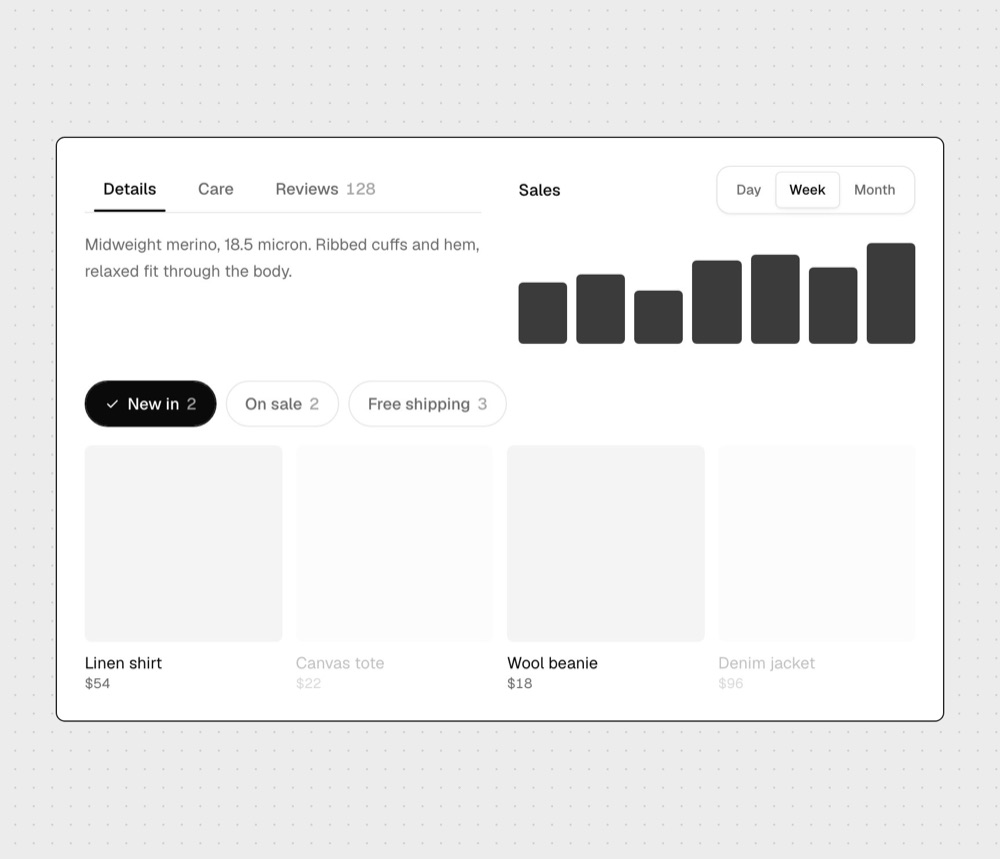 Details Care Reviews 128
Midweight merino, 18.5 micron. Ribbed cuffs and hem,
relaxed fit through the body.
Sales Day Week Month
New in 2 On sale 2 Free shipping 3
Linen shirt Canvas tote Wool beanie Denim jacket
$54 $22 $18 $96